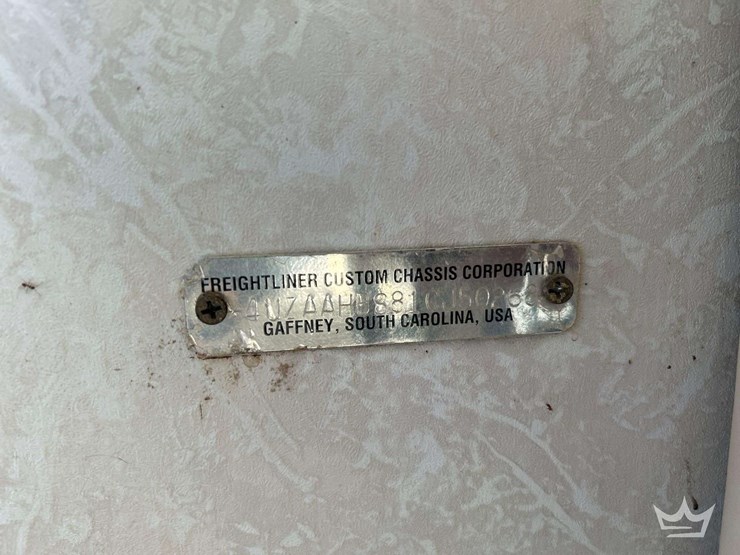 FREIGHTLINER CUSTOM CHASSIS CORPORATION
GAFFNEY, SOUTH CAROLINA, USA